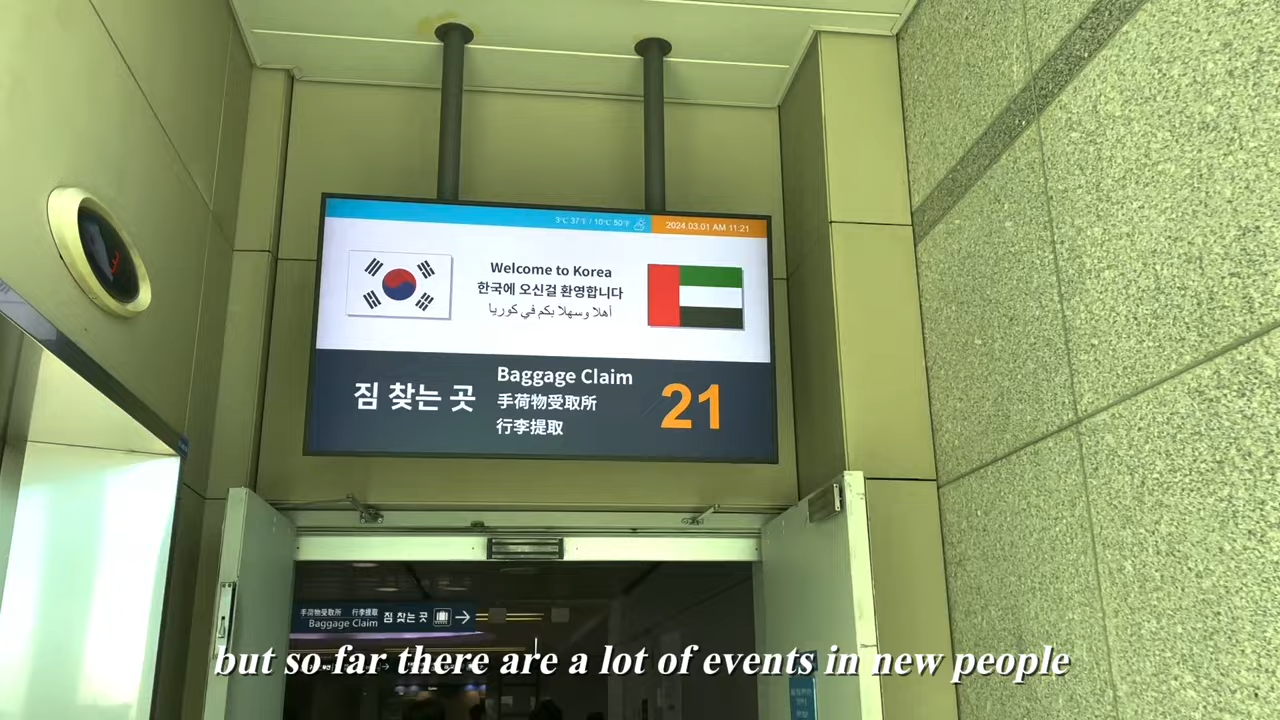 3℃ 37℉ / 10℃ 50℉
2024.03.01 AM 11:21
Welcome to Korea
한국에 오신걸 환영합니다
أهلا وسهلا بكم في كوريا
짐 찾는 곳
Baggage Claim
手荷物受取所
行李提取
21
手荷物受取所 行李提取
Baggage Claim
짐 찾는 곳
but so far there are a lot of events in new people